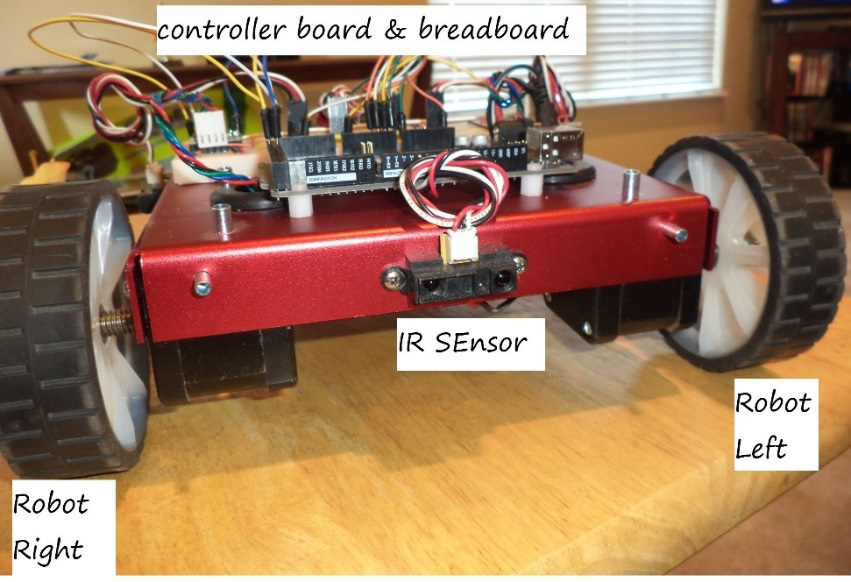 controller board & breadboard
IR SEnsor
Robot
Left
Robot
Right